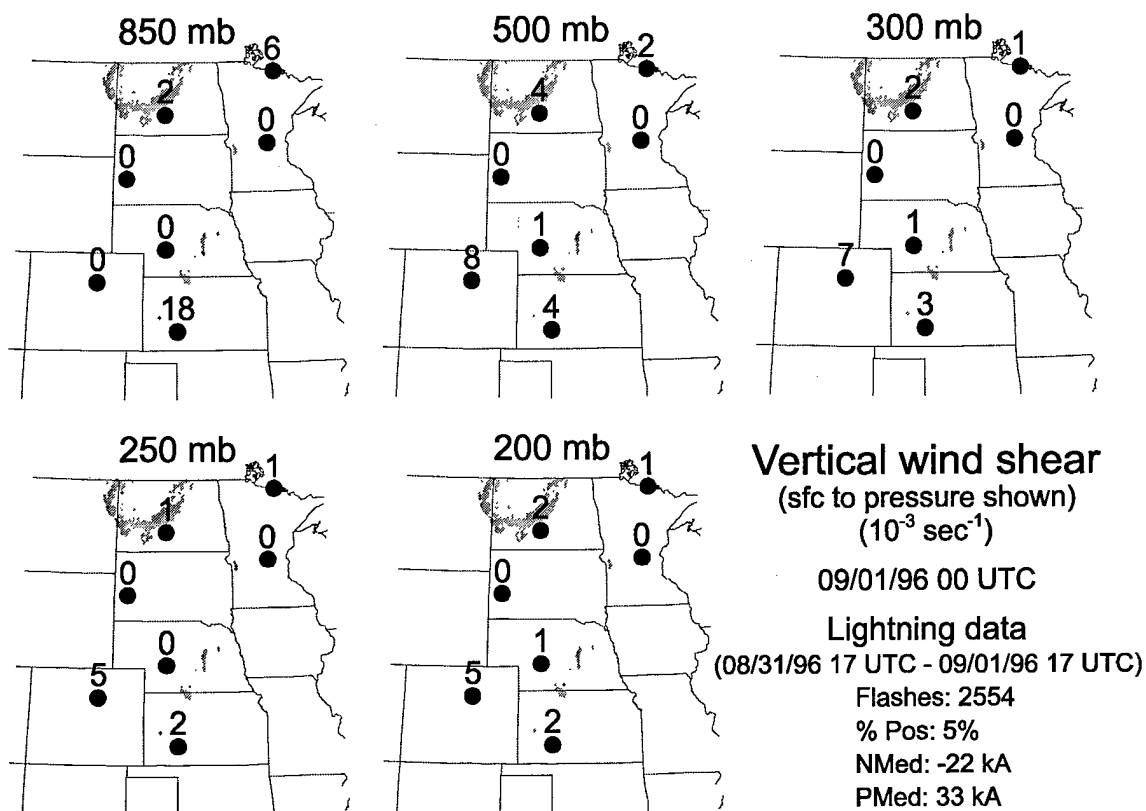 850 mb
6
2
0
0
0
0
.18
500 mb
2
4
0
0
1
8
4
300 mb
1
2
0
0
1
7
3
250 mb
1
1
0
0
0
5
.2
200 mb
1
2
0
0
1
5
2
Vertical wind shear
(sfc to pressure shown)
(10⁻³ sec⁻¹)
09/01/96 00 UTC
Lightning data
(08/31/96 17 UTC - 09/01/96 17 UTC)
Flashes: 2554
% Pos: 5%
NMed: -22 kA
PMed: 33 kA